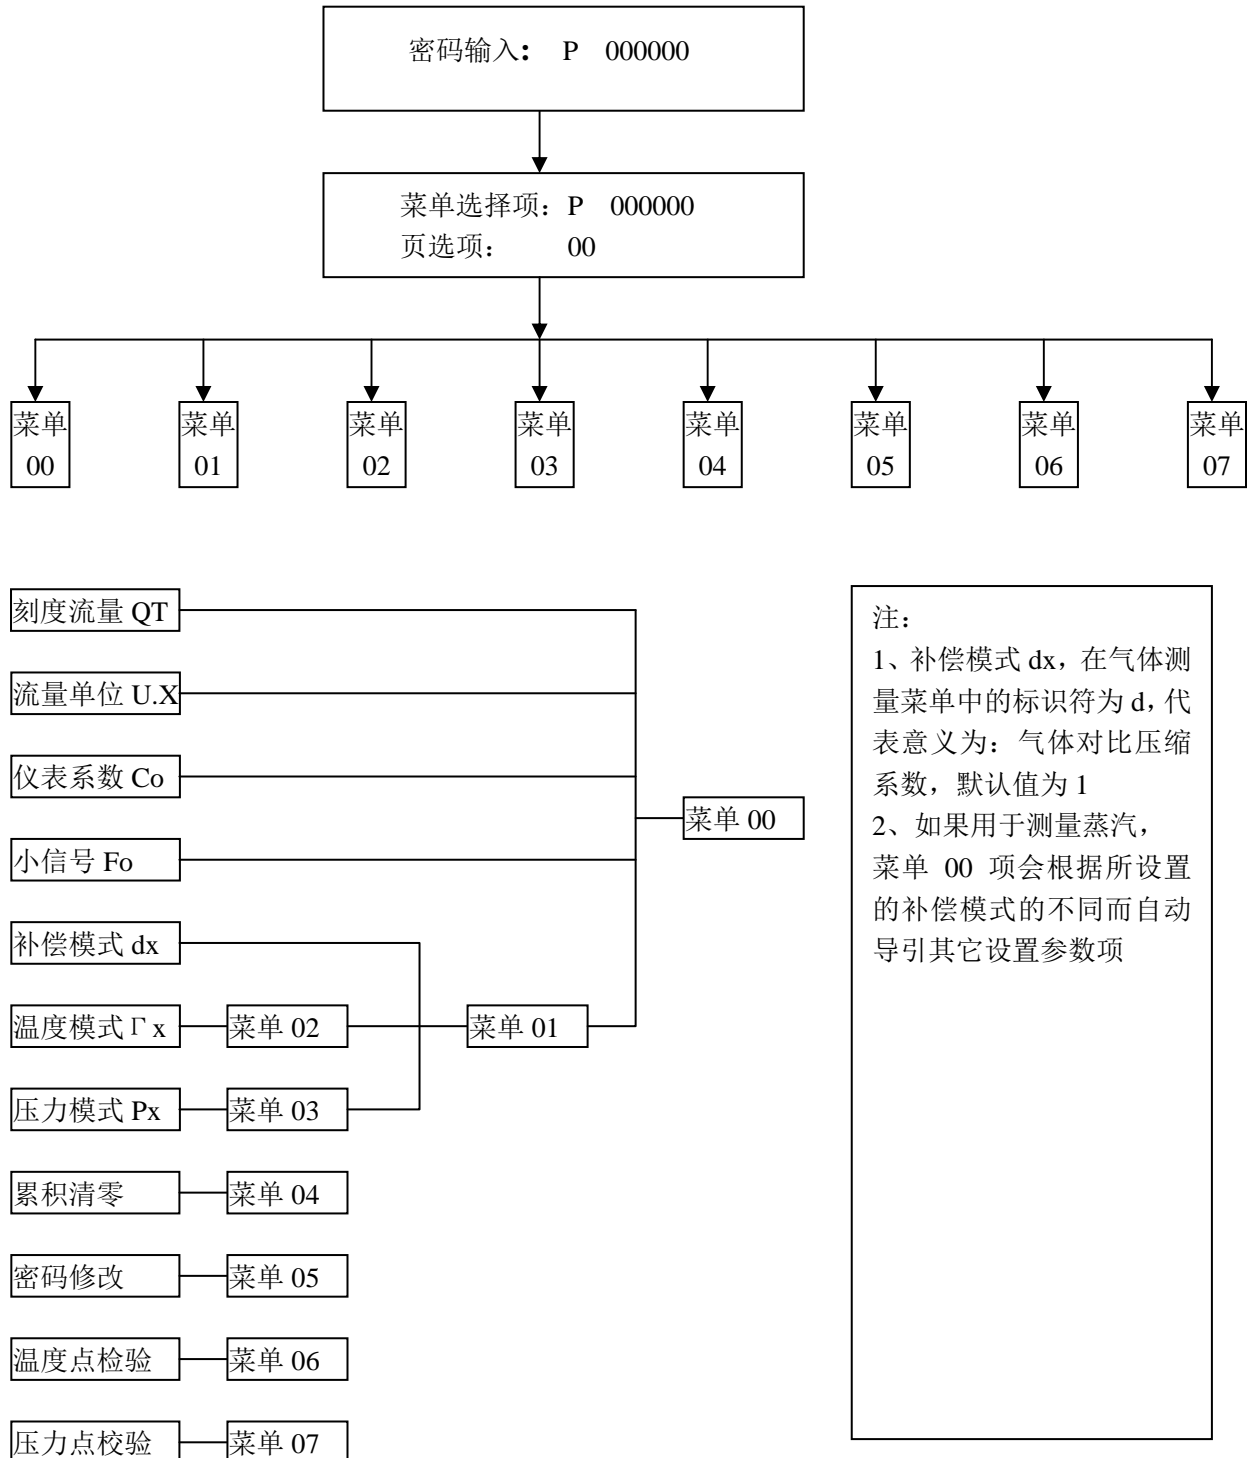 密码输入： P 000000
菜单选择项：P 000000
页选项： 00
菜单
00
菜单
01
菜单
02
菜单
03
菜单
04
菜单
05
菜单
06
菜单
07
刻度流量 QT
流量单位 U.X
仪表系数 Co
小信号 Fo
补偿模式 dx
温度模式Γx
菜单 02
压力模式 Px
菜单 03
菜单 01
菜单 00
累积清零
菜单 04
密码修改
菜单 05
温度点检验
菜单 06
压力点校验
菜单 07
注：
1、补偿模式 dx，在气体测
量菜单中的标识符为 d，代
表意义为：气体对比压缩
系数，默认值为 1
2、如果用于测量蒸汽，
菜单 00 项会根据所设置
的补偿模式的不同而自动
导引其它设置参数项